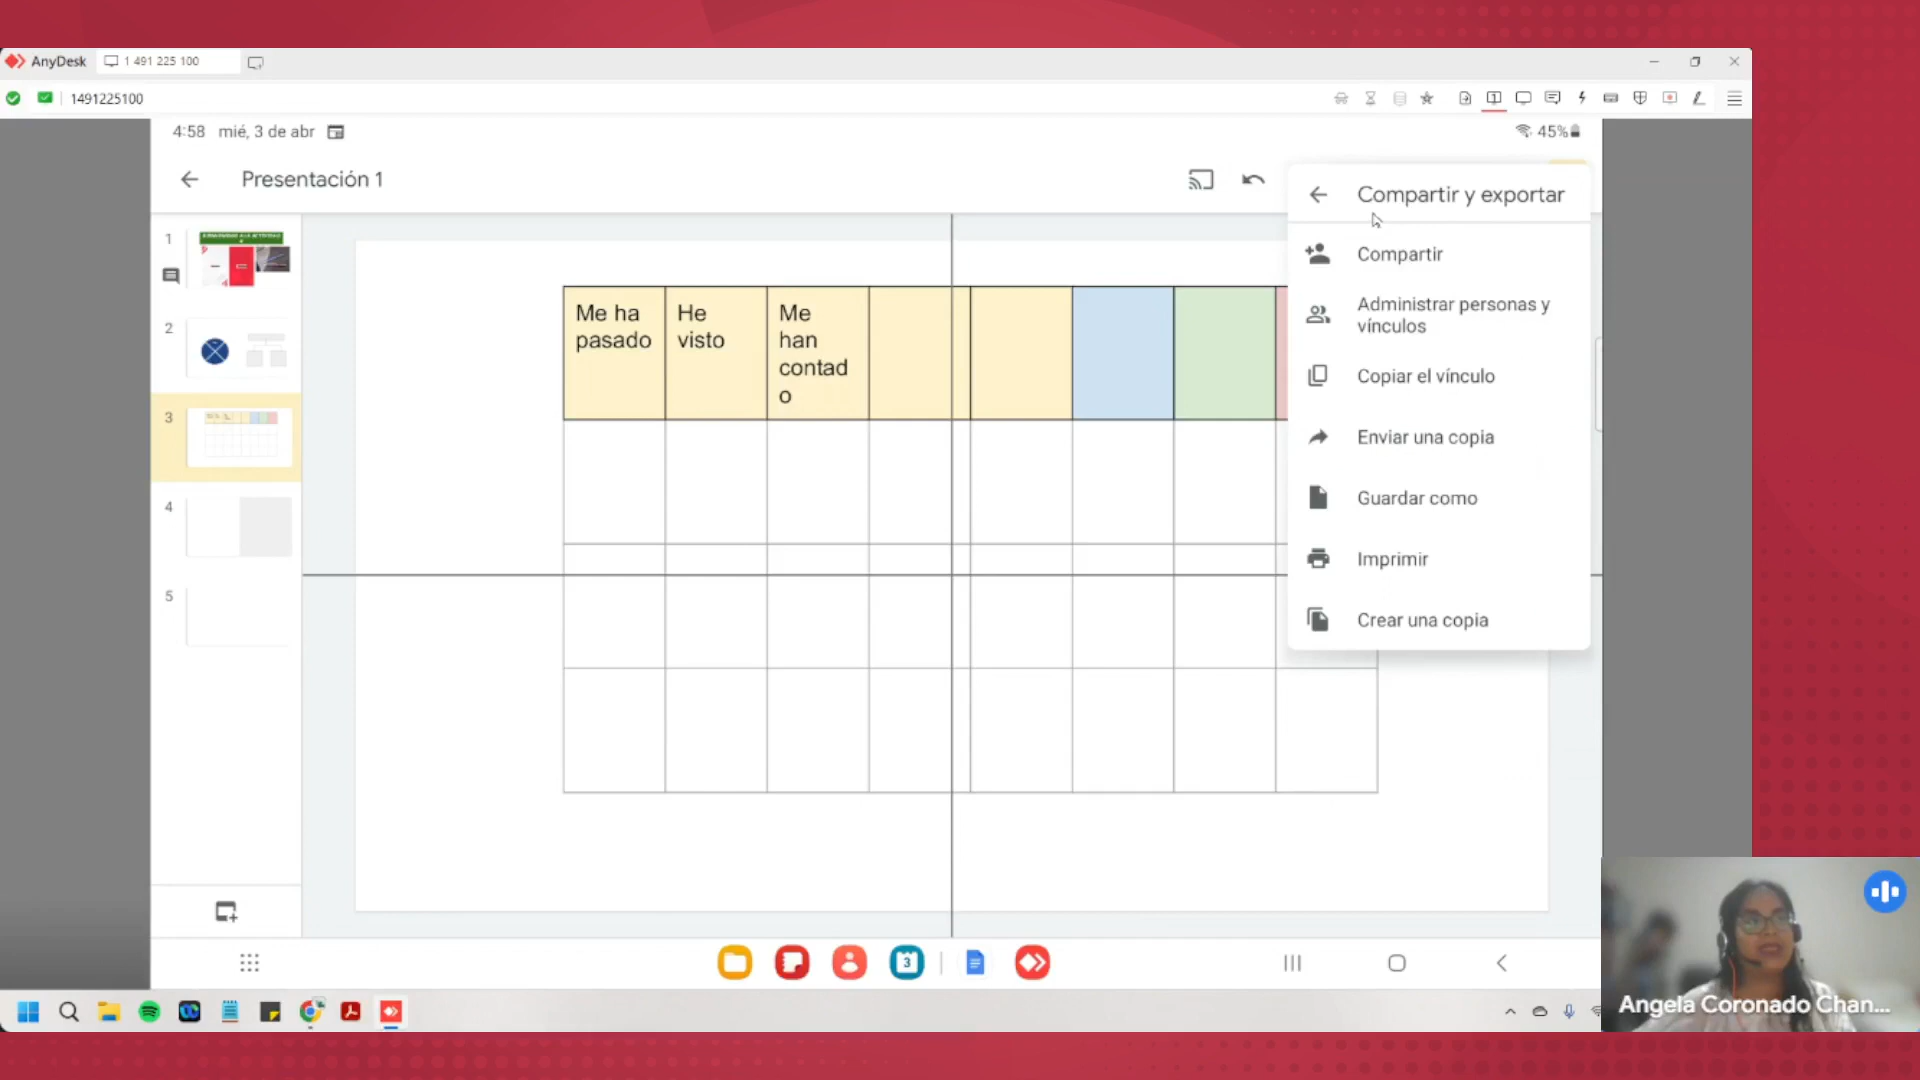 AnyDesk
1 491 225 100
1491225100
4:58 mié, 3 de abr
45%
Presentación 1
Compartir y exportar
Compartir
Administrar personas y
vínculos
Copiar el vínculo
Enviar una copia
Guardar como
Imprimir
Crear una copia
1
2
3
4
5
Me ha
pasado
He
visto
Me
han
contad
o
3
Angela Coronado Chan...